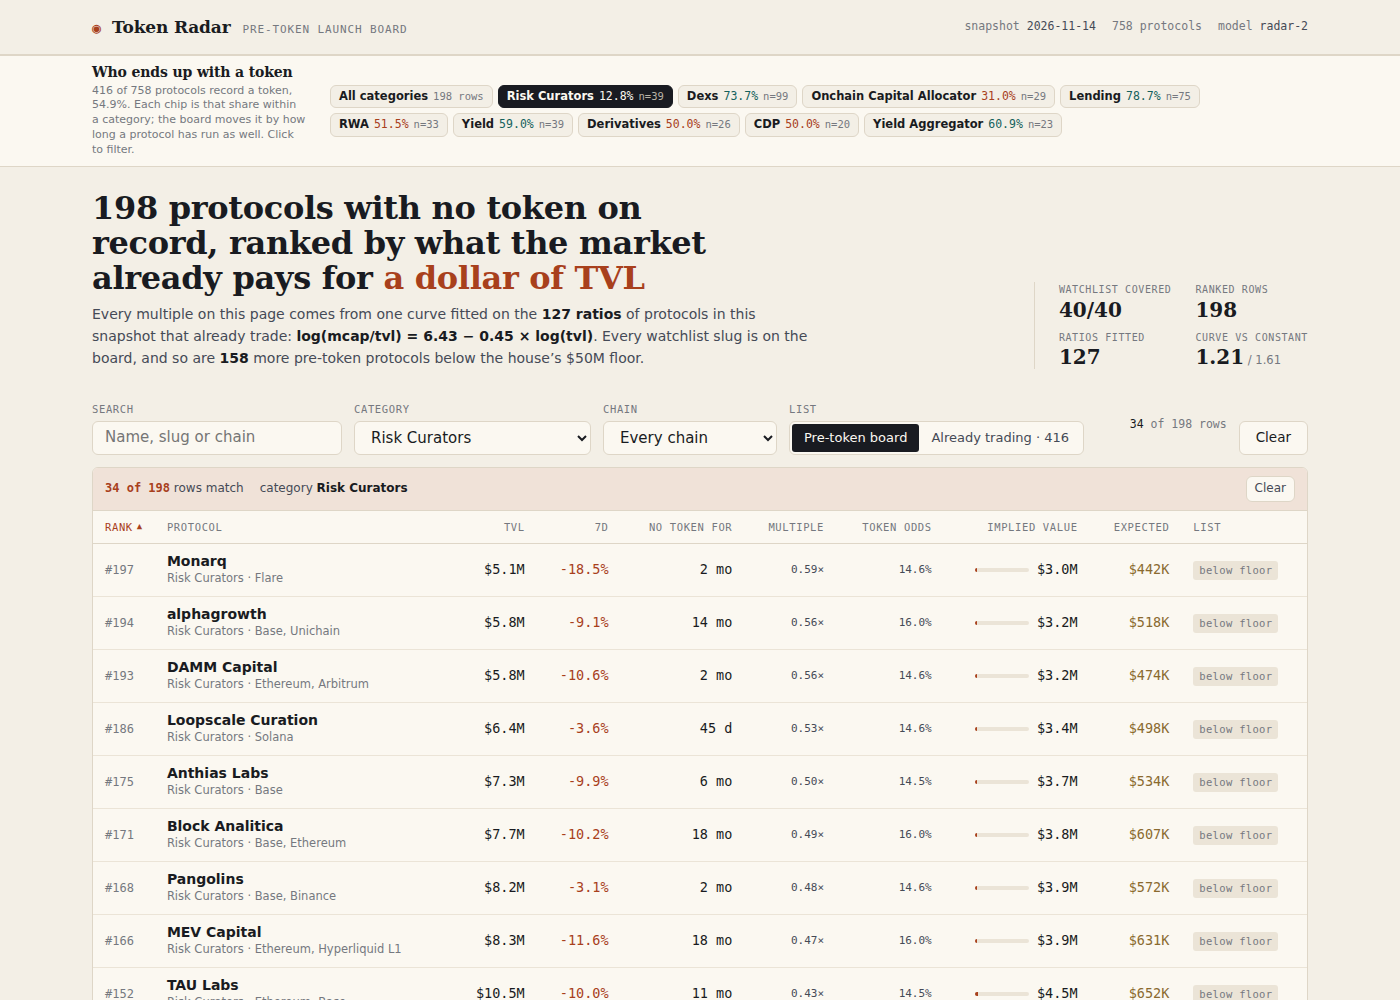 ◉ Token Radar PRE-TOKEN LAUNCH BOARD
snapshot 2026-11-14 758 protocols model radar-2
Who ends up with a token
416 of 758 protocols record a token,
54.9%. Each chip is that share within
a category; the board moves it by how
long a protocol has run as well. Click
to filter.
All categories 198 rows
Risk Curators 12.8% n=39
Dexs 73.7% n=99
Onchain Capital Allocator 31.0% n=29
Lending 78.7% n=75
RWA 51.5% n=33
Yield 59.0% n=39
Derivatives 50.0% n=26
CDP 50.0% n=20
Yield Aggregator 60.9% n=23
198 protocols with no token on
record, ranked by what the market
already pays for a dollar of TVL
Every multiple on this page comes from one curve fitted on the 127 ratios of protocols in this
snapshot that already trade: log(mcap/tvl) = 6.43 − 0.45 × log(tvl). Every watchlist slug is on the
board, and so are 158 more pre-token protocols below the house's $50M floor.
WATCHLIST COVERED
40/40
RANKED ROWS
198
RATIOS FITTED
127
CURVE VS CONSTANT
1.21 / 1.61
SEARCH
Name, slug or chain
CATEGORY
Risk Curators
CHAIN
Every chain
LIST
Pre-token board Already trading · 416
34 of 198 rows
Clear
34 of 198 rows match category Risk Curators
Clear
RANK ▲ PROTOCOL TVL 7D NO TOKEN FOR MULTIPLE TOKEN ODDS IMPLIED VALUE EXPECTED LIST
#197 Monarq $5.1M -18.5% 2 mo 0.59× 14.6% $3.0M $442K below floor
Risk Curators · Flare
#194 alphagrowth $5.8M -9.1% 14 mo 0.56× 16.0% $3.2M $518K below floor
Risk Curators · Base, Unichain
#193 DAMM Capital $5.8M -10.6% 2 mo 0.56× 14.6% $3.2M $474K below floor
Risk Curators · Ethereum, Arbitrum
#186 Loopscale Curation $6.4M -3.6% 45 d 0.53× 14.6% $3.4M $498K below floor
Risk Curators · Solana
#175 Anthias Labs $7.3M -9.9% 6 mo 0.50× 14.5% $3.7M $534K below floor
Risk Curators · Base
#171 Block Analitica $7.7M -10.2% 18 mo 0.49× 16.0% $3.8M $607K below floor
Risk Curators · Base, Ethereum
#168 Pangolins $8.2M -3.1% 2 mo 0.48× 14.6% $3.9M $572K below floor
Risk Curators · Base, Binance
#166 MEV Capital $8.3M -11.6% 18 mo 0.47× 16.0% $3.9M $631K below floor
Risk Curators · Ethereum, Hyperliquid L1
#152 TAU Labs $10.5M -10.0% 11 mo 0.43× 14.5% $4.5M $652K below floor